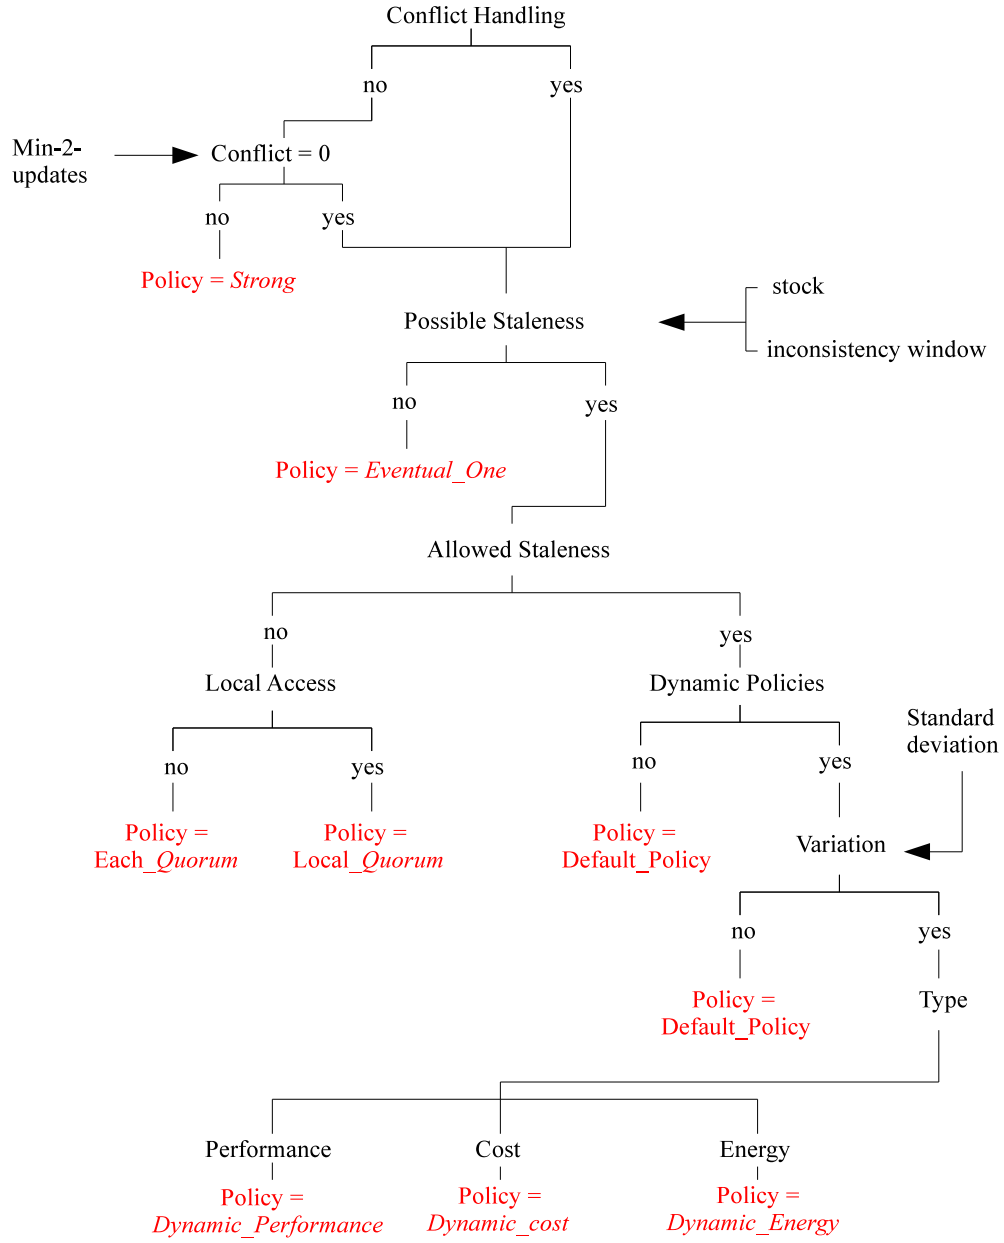 Conflict Handling
no
yes
Min-2-
updates
Conflict = 0
no
yes
Policy = Strong
stock
Possible Staleness
inconsistency window
no
yes
Policy = Eventual_One
Allowed Staleness
no
yes
Local Access
Dynamic Policies
Standard
deviation
no
yes
no
yes
Policy =
Each_Quorum
Policy =
Local_Quorum
Policy =
Default_Policy
Variation
no
yes
Policy =
Default_Policy
Type
Performance
Cost
Energy
Policy =
Dynamic_Performance
Policy =
Dynamic_cost
Policy =
Dynamic_Energy